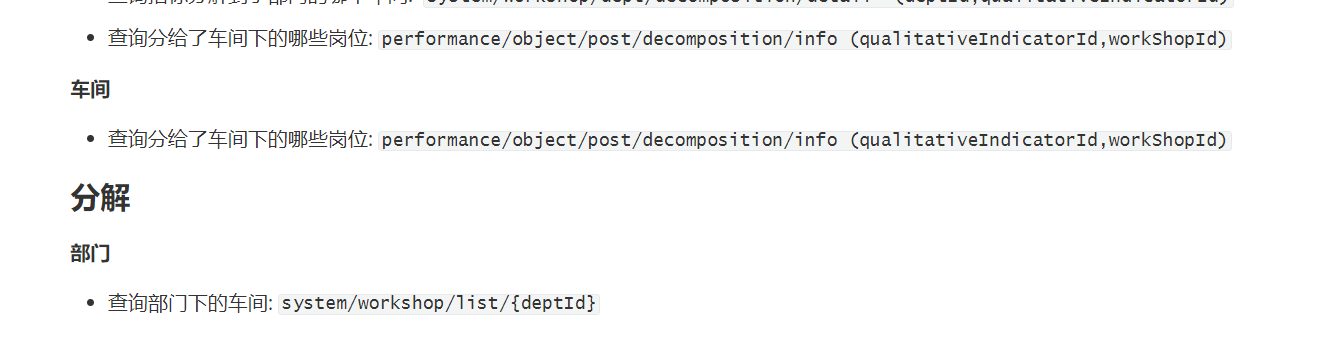 system/workshop/dept/decomposition/detail (deptId,qualitativeIndicatorId)
查询分给了车间下的哪些岗位: performance/object/post/decomposition/info (qualitativeIndicatorId,workShopId)
车间
查询分给了车间下的哪些岗位: performance/object/post/decomposition/info (qualitativeIndicatorId,workShopId)
分解
部门
查询部门下的车间: system/workshop/list/{deptId}